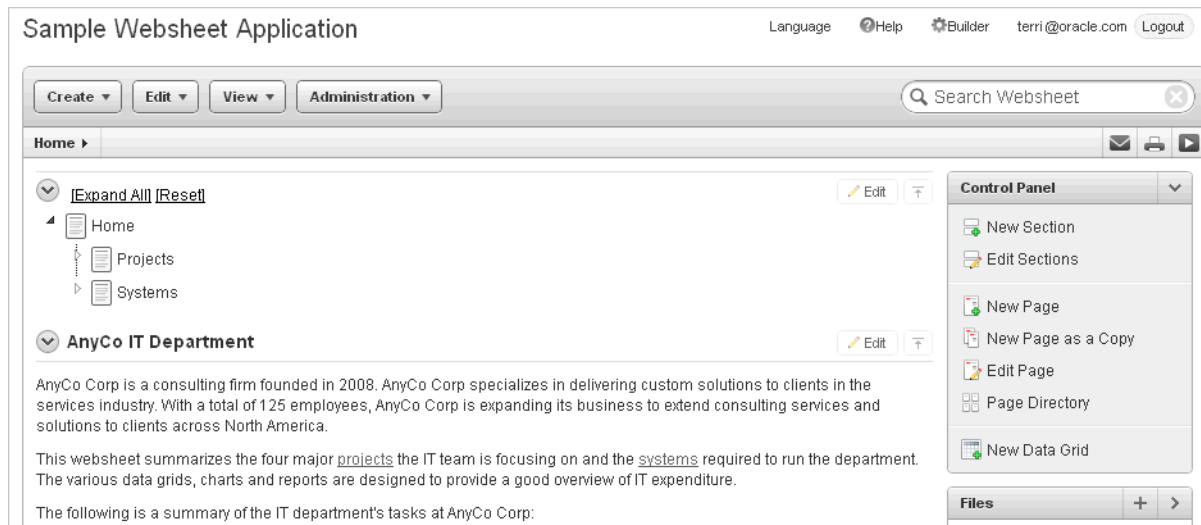 Sample Websheet Application
Language Help Builder terri@oracle.com Logout
Create Edit View Administration
Search Websheet
Home
[Expand All] [Reset]
Edit
Home
Projects
Systems
AnyCo IT Department
Edit
AnyCo Corp is a consulting firm founded in 2008. AnyCo Corp specializes in delivering custom solutions to clients in the
services industry. With a total of 125 employees, AnyCo Corp is expanding its business to extend consulting services and
solutions to clients across North America.
This websheet summarizes the four major projects the IT team is focusing on and the systems required to run the department.
The various data grids, charts and reports are designed to provide a good overview of IT expenditure.
The following is a summary of the IT department's tasks at AnyCo Corp:
Control Panel
New Section
Edit Sections
New Page
New Page as a Copy
Edit Page
Page Directory
New Data Grid
Files